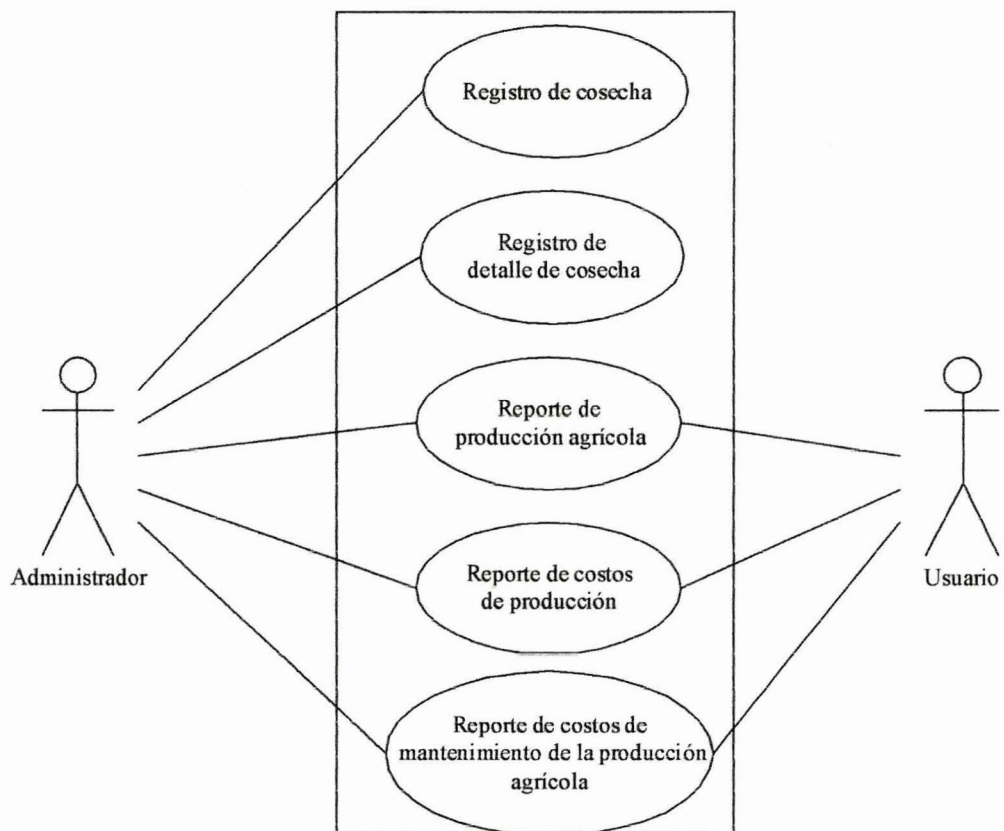 Registro de cosecha
Registro de
detalle de cosecha
Reporte de
producción agrícola
Administrador
Usuario
Reporte de costos
de producción
Reporte de costos de
mantenimiento de la producción
agrícola